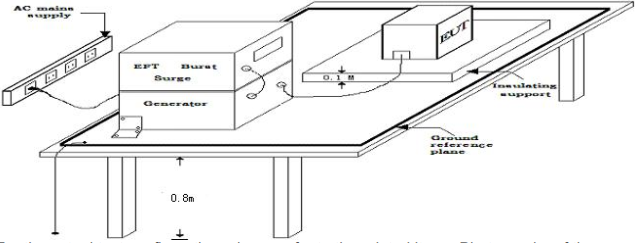 AC mains
supply
EFT Burst
Surge
Generator
EUT
0.1 M
Insulating
support
Ground
reference
plane
0.8m